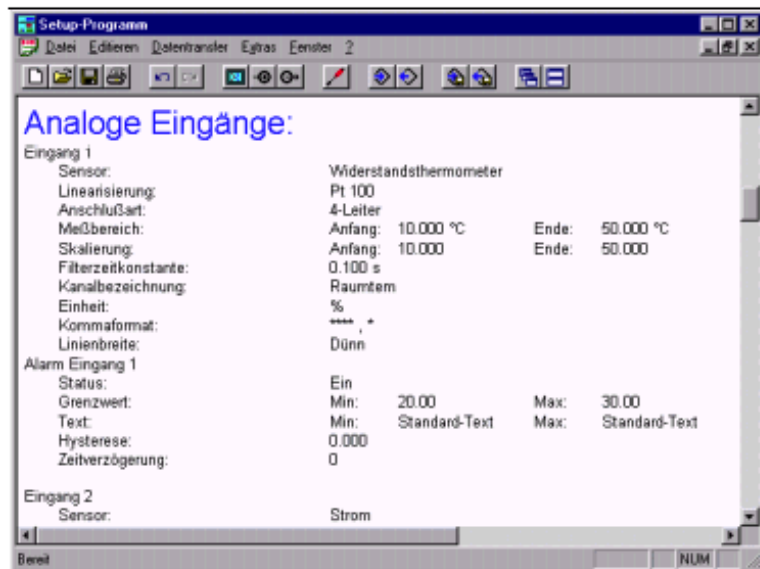 Setup-Programm
Datei Editieren Datentransfer Extras Fenster ?
Analoge Eingänge:
Eingang 1
Sensor: Widerstandsthermometer
Linearisierung: Pt 100
Anschlußart: 4-Leiter
Meßbereich: Anfang: 10.000 °C Ende: 50.000 °C
Skalierung: Anfang: 10.000 Ende: 50.000
Filterzeitkonstante: 0.100 s
Kanalbezeichnung: Raumtem
Einheit: %
Kommaformat: **** , *
Linienbreite: Dünn
Alarm Eingang 1
Status: Ein
Grenzwert: Min: 20.00 Max: 30.00
Text: Min: Standard-Text Max: Standard-Text
Hysterese: 0.000
Zeitverzögerung: 0
Eingang 2
Sensor: Strom
Bereit NUM